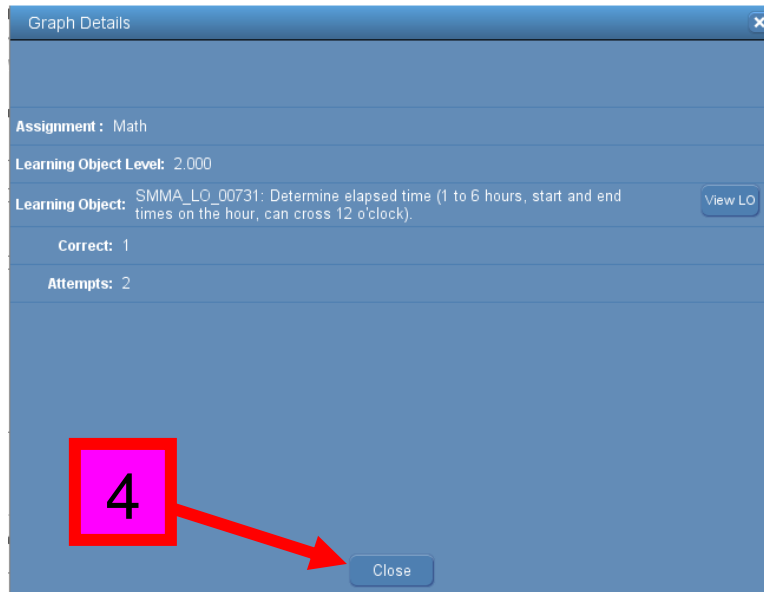 Graph Details
Assignment : Math
Learning Object Level: 2.000
Learning Object: SMMA_LO_00731: Determine elapsed time (1 to 6 hours, start and end
times on the hour, can cross 12 o'clock).
View LO
Correct: 1
Attempts: 2
4
Close